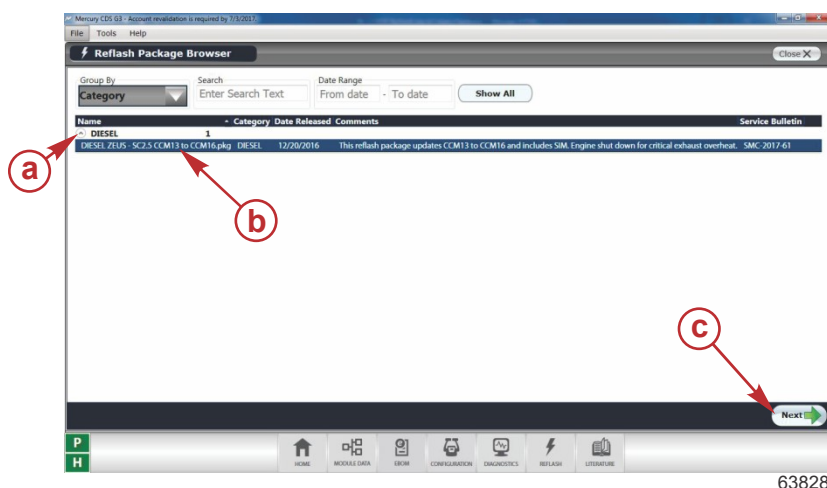 Mercury CDS G3 - Account revalidation is required by 7/3/2017.
File Tools Help
Reflash Package Browser
Close X
Group By Search Date Range
Category Enter Search Text From date - To date Show All
Name Category Date Released Comments Service Bulletin
DIESEL 1
DIESEL ZEUS - SC2.5 CCM13 to CCM16.pkg DIESEL 12/20/2016 This reflash package updates CCM13 to CCM16 and includes SIM. Engine shut down for critical exhaust overheat. SMC-2017-61
a
b
c
Next
P
H
HOME MODULE DATA EBOM CONFIGURATION DIAGNOSTICS REFLASH LITERATURE
63828